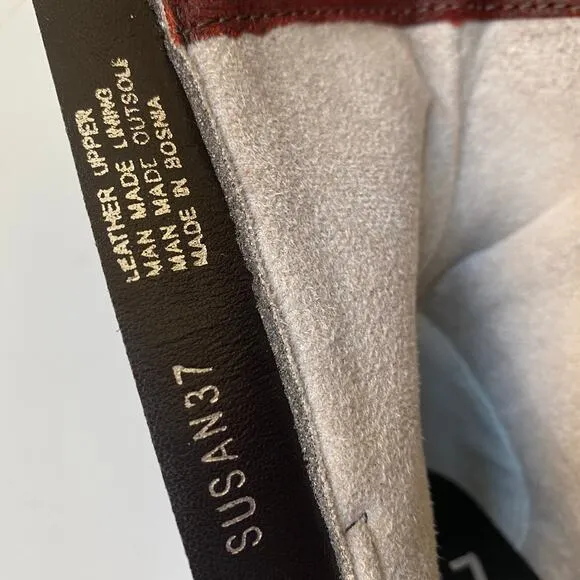 LEATHER UPPER
MAN MADE LINING
MAN MADE OUTSOLE
MADE IN BOSNIA
SUSAN37